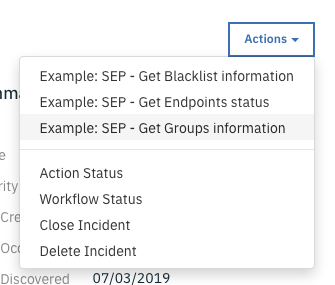 Actions
Example: SEP - Get Blacklist information
Example: SEP - Get Endpoints status
Example: SEP - Get Groups information
Action Status
Workflow Status
Close Incident
Delete Incident
Discovered 07/03/2019